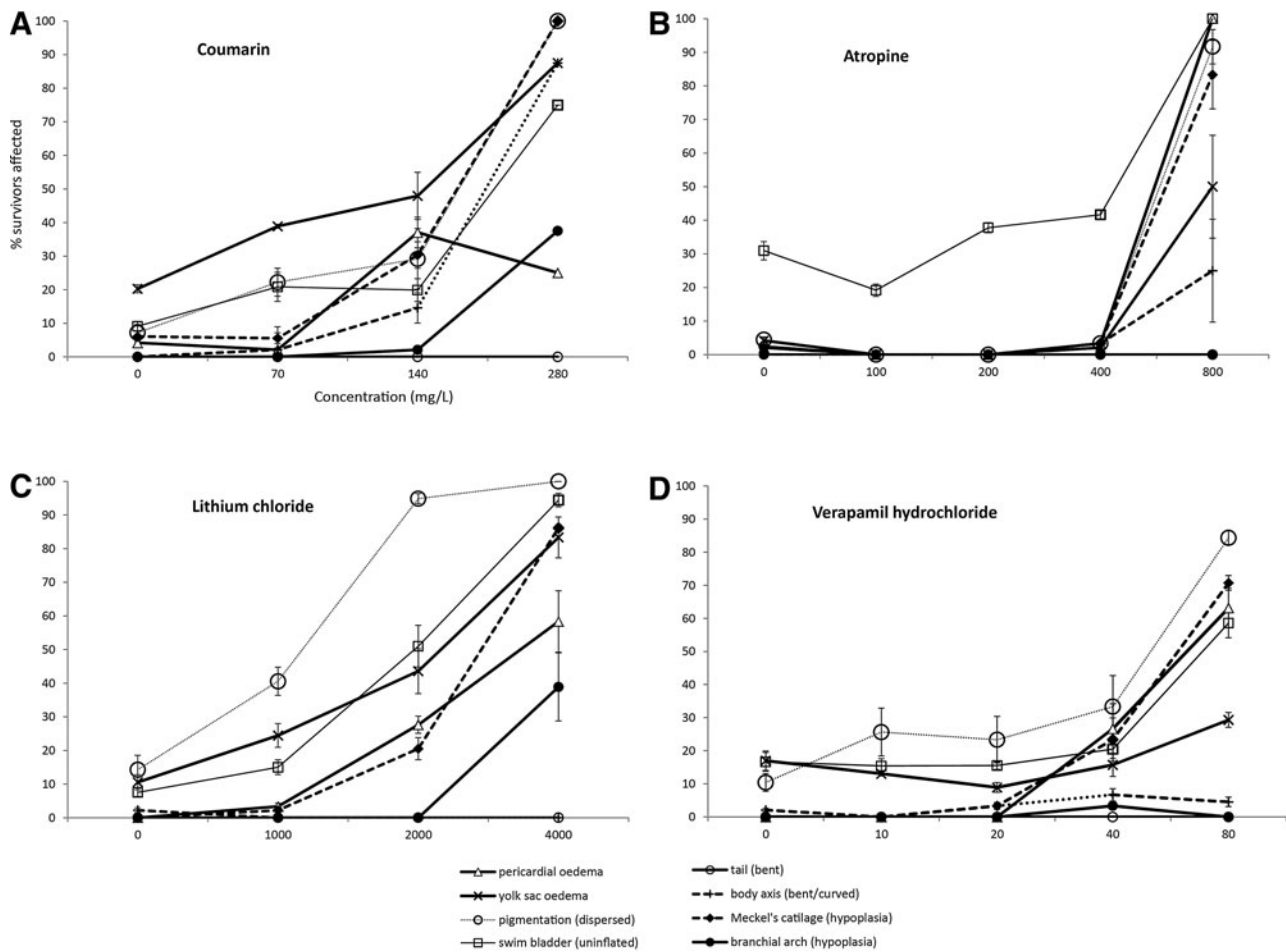 A
Coumarin
% survivors affected
100
90
80
70
60
50
40
30
20
10
0
0 70 140 280
Concentration (mg/L)
B
Atropine
100
90
80
70
60
50
40
30
20
10
0
0 100 200 400 800
C
Lithium chloride
100
90
80
70
60
50
40
30
20
10
0
0 1000 2000 4000
D
Verapamil hydrochloride
100
90
80
70
60
50
40
30
20
10
0
0 10 20 40 80
pericardial oedema
yolk sac oedema
pigmentation (dispersed)
swim bladder (uninflated)
tail (bent)
body axis (bent/curved)
Meckel's catilage (hypoplasia)
branchial arch (hypoplasia)